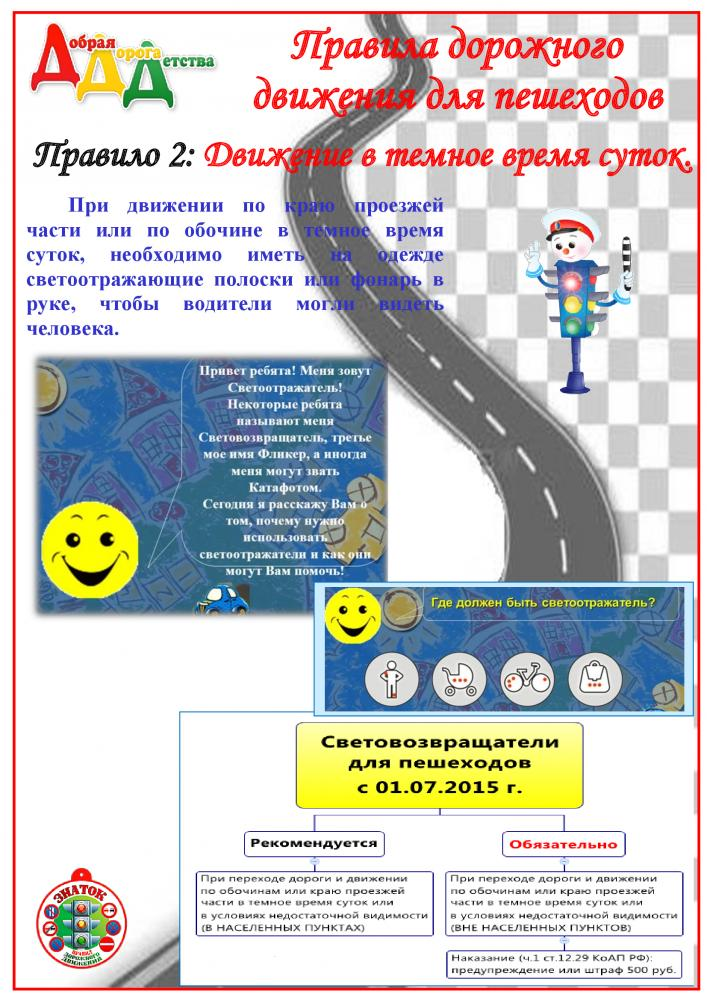 Добрая
Дорога
Детства
Правила дорожного
движения для пешеходов
Правило 2: Движение в темное время суток.
При движении по краю проезжей
части или по обочине в темное время
суток, необходимо иметь на одежде
светоотражающие полоски или фонарь в
руке, чтобы водители могли видеть
человека.
Привет ребята! Меня зовут
Светоотражатель!
Некоторые ребята
называют меня
Световозвращатель, третье
мое имя Фликер, а иногда
меня могут звать
Катафотом.
Сегодня я расскажу Вам о
том, почему нужно
использовать
светоотражатели и как они
могут Вам помочь!
Где должен быть светоотражатель?
Световозвращатели
для пешеходов
с 01.07.2015 г.
Рекомендуется
Обязательно
При переходе дороги и движении
по обочинам или краю проезжей
части в темное время суток или
в условиях недостаточной видимости
(В НАСЕЛЕННЫХ ПУНКТАХ)
При переходе дороги и движении
по обочинам или краю проезжей
части в темное время суток или
в условиях недостаточной видимости
(ВНЕ НАСЕЛЕННЫХ ПУНКТОВ)
Наказание (ч.1 ст.12.29 КоАП РФ):
предупреждение или штраф 500 руб.
ЗНАТОК
ПРАВИЛ
ДОРОЖНОГО
ДВИЖЕНИЯ